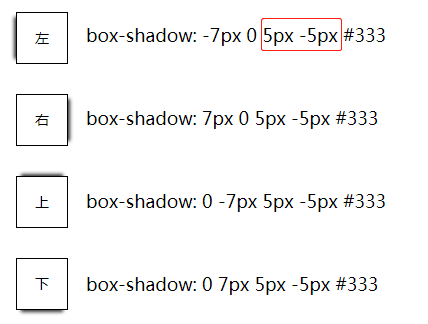 左 box-shadow: -7px 0 5px -5px #333
右 box-shadow: 7px 0 5px -5px #333
上 box-shadow: 0 -7px 5px -5px #333
下 box-shadow: 0 7px 5px -5px #333